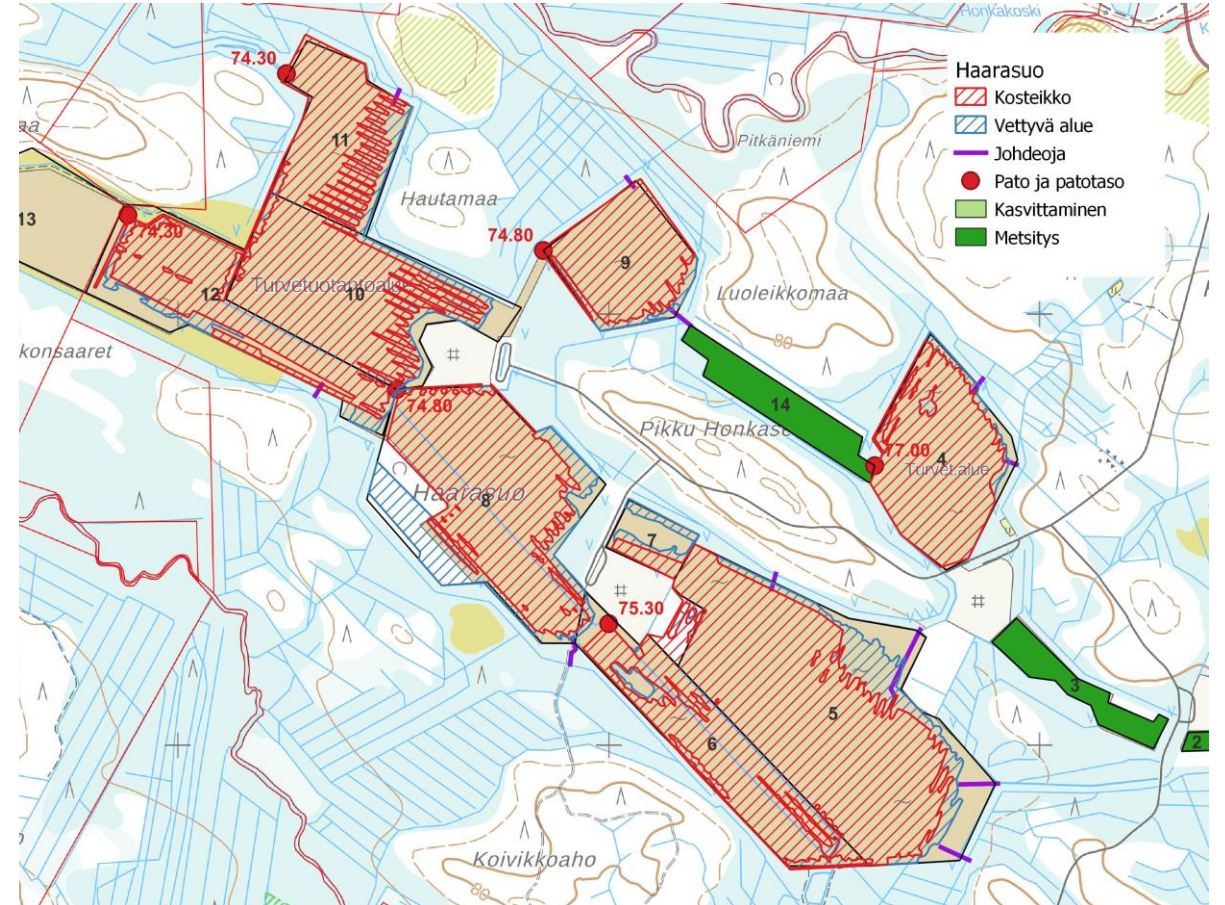 Honkakoski
74.30
Haarasuo
Kosteikko
Vettyvä alue
Johdeoja
Pato ja patotaso
Kasvittaminen
Metsitys
11
Pitkäniemi
Hautamaa
13
74.30
74.80
9
Turvetuotantoalue
12
10
Luoleikkomaa
80
konsaaret
14
74.80
Pikku Honkas
77.00
4
Turvet.alue
Haarasuo
8
7
75.30
5
3
6
2
Koivikkoaho
80